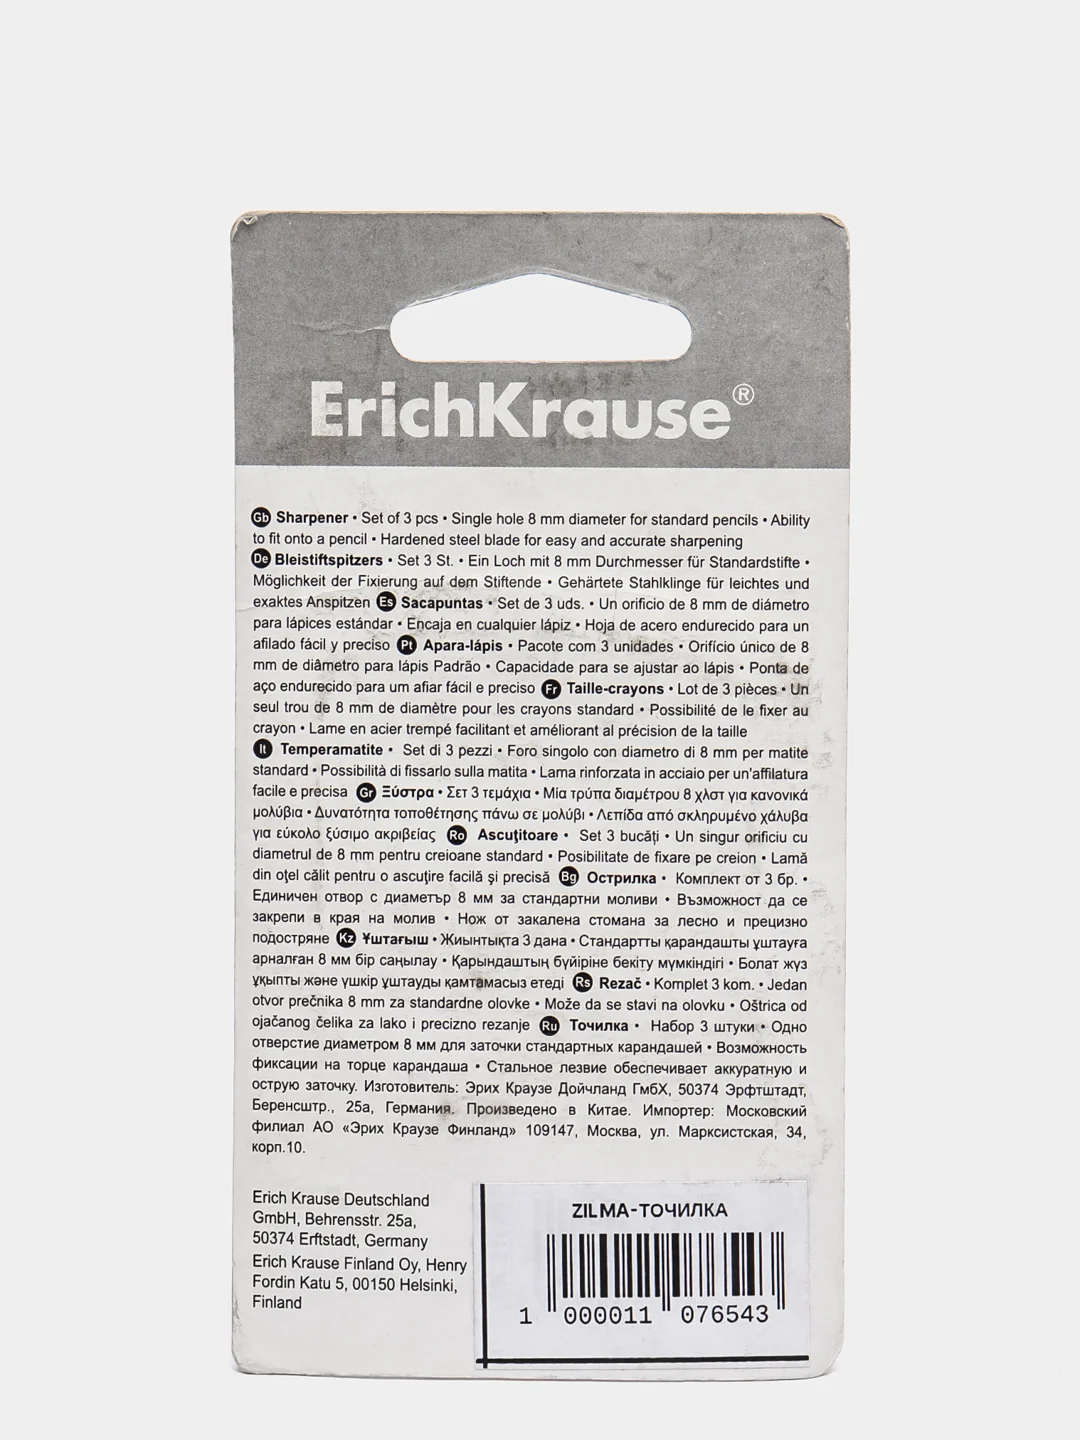 ErichKrause®
Gb Sharpener • Set of 3 pcs • Single hole 8 mm diameter for standard pencils • Ability
to fit onto a pencil • Hardened steel blade for easy and accurate sharpening
De Bleistiftspitzers • Set 3 St. • Ein Loch mit 8 mm Durchmesser für Standardstifte •
Möglichkeit der Fixierung auf dem Stiftende • Gehärtete Stahlklinge für leichtes und
exaktes Anspitzen Es Sacapuntas • Set de 3 uds. • Un orificio de 8 mm de diámetro
para lápices estándar • Encaja en cualquier lápiz • Hoja de acero endurecido para un
afilado fácil y preciso Pt Apara-lápis • Pacote com 3 unidades • Orifício único de 8
mm de diâmetro para lápis Padrão • Capacidade para se ajustar ao lápis • Ponta de
aço endurecido para um afiar fácil e preciso Fr Taille-crayons • Lot de 3 pièces • Un
seul trou de 8 mm de diamètre pour les crayons standard • Possibilité de le fixer au
crayon • Lame en acier trempé facilitant et améliorant al précision de la taille
It Temperamatite • Set di 3 pezzi • Foro singolo con diametro di 8 mm per matite
standard • Possibilità di fissarlo sulla matita • Lama rinforzata in acciaio per un'affilatura
facile e precisa Gr Ξύστρα • Σετ 3 τεμάχια • Μία τρύπα διαμέτρου 8 χλστ για κανονικά
μολύβια • Δυνατότητα τοποθέτησης πάνω σε μολύβι • Λεπίδα από σκληρυμένο χάλυβα
για εύκολο ξύσιμο ακριβείας Ro Ascuţitoare • Set 3 bucăţi • Un singur orificiu cu
diametrul de 8 mm pentru creioane standard • Posibilitate de fixare pe creion • Lamă
din oţel călit pentru o ascuţire facilă şi precisă Bg Острилка • Комплект от 3 бр. •
Единичен отвор с диаметър 8 мм за стандартни моливи • Възможност да се
закрепи в края на молив • Нож от закалена стомана за лесно и прецизно
подостряне Kz Ұштағыш • Жиынтықта 3 дана • Стандартты қарандашты ұштауға
арналған 8 мм бір саңылау • Қарындаштың бүйіріне бекіту мүмкіндігі • Болат жүз
ұқыпты және үшкір ұштауды қамтамасыз етеді Rs Rezač • Komplet 3 kom. • Jedan
otvor prečnika 8 mm za standardne olovke • Može da se stavi na olovku • Oštrica od
ojačanog čelika za lako i precizno rezanje Ru Точилка • Набор 3 штуки • Одно
отверстие диаметром 8 мм для заточки стандартных карандашей • Возможность
фиксации на торце карандаша • Стальное лезвие обеспечивает аккуратную и
острую заточку. Изготовитель: Эрих Краузе Дойчланд ГмбХ, 50374 Эрфтштадт,
Беренсштр., 25а, Германия. Произведено в Китае. Импортер: Московский
филиал АО «Эрих Краузе Финланд» 109147, Москва, ул. Марксистская, 34,
корп.10.
Erich Krause Deutschland
GmbH, Behrensstr. 25a,
50374 Erftstadt, Germany
Erich Krause Finland Oy, Henry
Fordin Katu 5, 00150 Helsinki,
Finland
ZILMA-ТОЧИЛКА
1 000011 076543